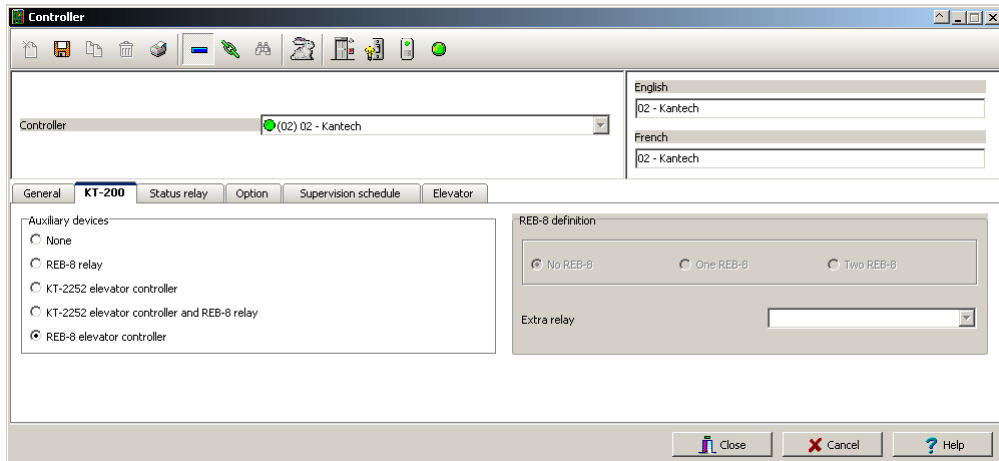 Controller
English
02 - Kantech
Controller
(02) 02 - Kantech
French
02 - Kantech
General KT-200 Status relay Option Supervision schedule Elevator
Auxiliary devices
None
REB-8 relay
KT-2252 elevator controller
KT-2252 elevator controller and REB-8 relay
REB-8 elevator controller
REB-8 definition
No REB-8 One REB-8 Two REB-8
Extra relay
Close Cancel Help